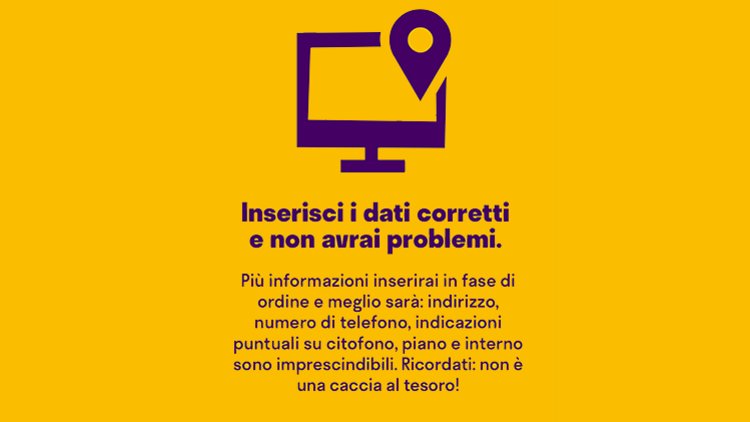 Inserisci i dati corretti
e non avrai problemi.
Più informazioni inserirai in fase di
ordine e meglio sarà: indirizzo,
numero di telefono, indicazioni
puntuali su citofono, piano e interno
sono imprescindibili. Ricordati: non è
una caccia al tesoro!